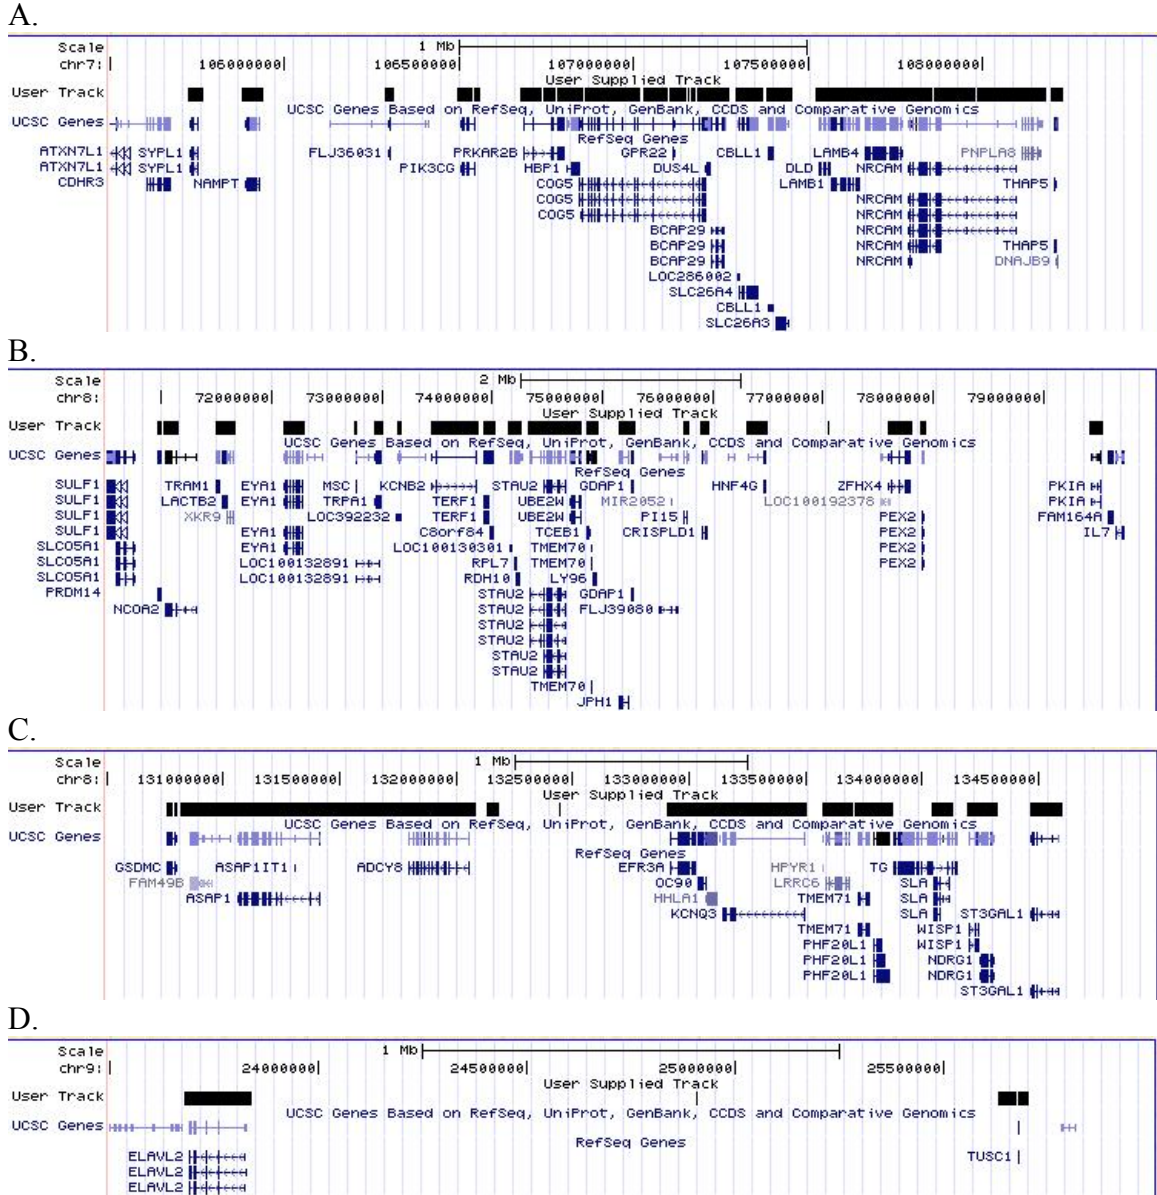 A.
Scale 1 Mb
chr7: 106000000 106500000 107000000 107500000 108000000
User Supplied Track
User Track
UCSC Genes Based on RefSeq, UniProt, GenBank, CCDS and Comparative Genomics
UCSC Genes
RefSeq Genes
ATXN7L1 SYPL1 FLJ36031 PRKAR2B GPR22 CBLL1 LAMB4 PNPLA8
ATXN7L1 SYPL1 PIK3CG HBP1 DUS4L DLD NRCAM
CDHR3 NAMPT COG5 LAMB1 THAP5
COG5 NRCAM
COG5 NRCAM
BCAP29 NRCAM
BCAP29 NRCAM THAP5
BCAP29 NRCAM DNAJB9
LOC286002
SLC26A4
CBLL1
SLC26A3
B.
Scale 2 Mb
chr8: 72000000 73000000 74000000 75000000 76000000 77000000 78000000 79000000
User Supplied Track
User Track
UCSC Genes Based on RefSeq, UniProt, GenBank, CCDS and Comparative Genomics
UCSC Genes
RefSeq Genes
SULF1 TRAM1 EYA1 MSC KCNB2 STAU2 GDAP1 HNF4G ZFHX4 PKIA
SULF1 LACTB2 EYA1 TRPA1 TERF1 UBE2W MIR2052 LOC100192378 PKIA
SULF1 XKR9 LOC392232 TERF1 UBE2W PI15 PEX2 FAM164A
SULF1 EYA1 C8orf84 TCEB1 CRISPLD1 PEX2 IL7
SLCO5A1 EYA1 LOC100130301 TMEM70 PEX2
SLCO5A1 LOC100132891 RPL7 TMEM70 PEX2
SLCO5A1 LOC100132891 RDH10 LY96
PRDM14 STAU2 GDAP1
NCOA2 STAU2 FLJ39080
STAU2
STAU2
STAU2
STAU2
TMEM70
JPH1
C.
Scale 1 Mb
chr8: 131000000 131500000 132000000 132500000 133000000 133500000 134000000 134500000
User Supplied Track
User Track
UCSC Genes Based on RefSeq, UniProt, GenBank, CCDS and Comparative Genomics
UCSC Genes
RefSeq Genes
GSDMC ASAP1IT1 ADCY8 EFR3A HPYR1 TG
FAM49B OC90 LRRC6 SLA
ASAP1 HHLA1 TMEM71 SLA
KCNQ3 SLA ST3GAL1
TMEM71 WISP1
PHF20L1 WISP1
PHF20L1 NDRG1
PHF20L1 NDRG1
ST3GAL1
D.
Scale 1 Mb
chr9: 24000000 24500000 25000000 25500000
User Supplied Track
User Track
UCSC Genes Based on RefSeq, UniProt, GenBank, CCDS and Comparative Genomics
UCSC Genes
RefSeq Genes
ELAVL2 TUSC1
ELAVL2
ELAVL2